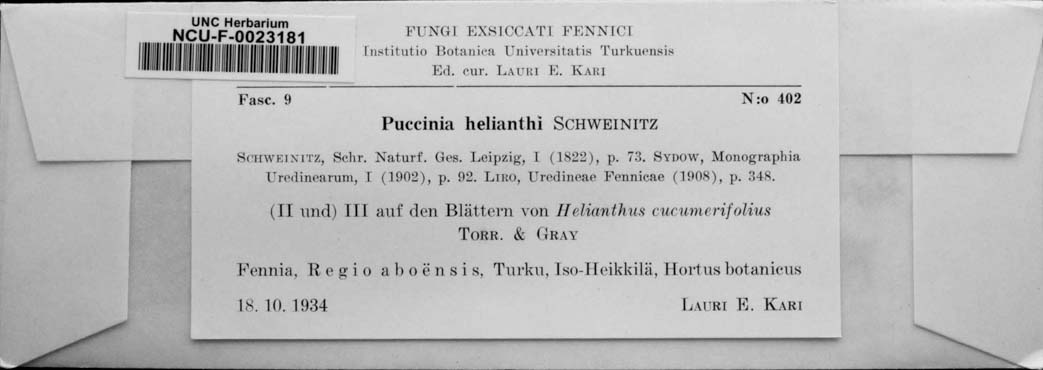 UNC Herbarium
NCU-F-0023181
FUNGI EXSICCATI FENNICI
Institutio Botanica Universitatis Turkuensis
Ed. cur. LAURI E. KARI
Fasc. 9 N:o 402
Puccinia helianthi SCHWEINITZ
SCHWEINITZ, Schr. Naturf. Ges. Leipzig, I (1822), p. 73. SYDOW, Monographia
Uredinearum, I (1902), p. 92. LIRO, Uredineae Fennicae (1908), p. 348.
(II und) III auf den Blättern von Helianthus cucumerifolius
TORR. & GRAY
Fennia, Regio aboënsis, Turku, Iso-Heikkilä, Hortus botanicus
18. 10. 1934 LAURI E. KARI